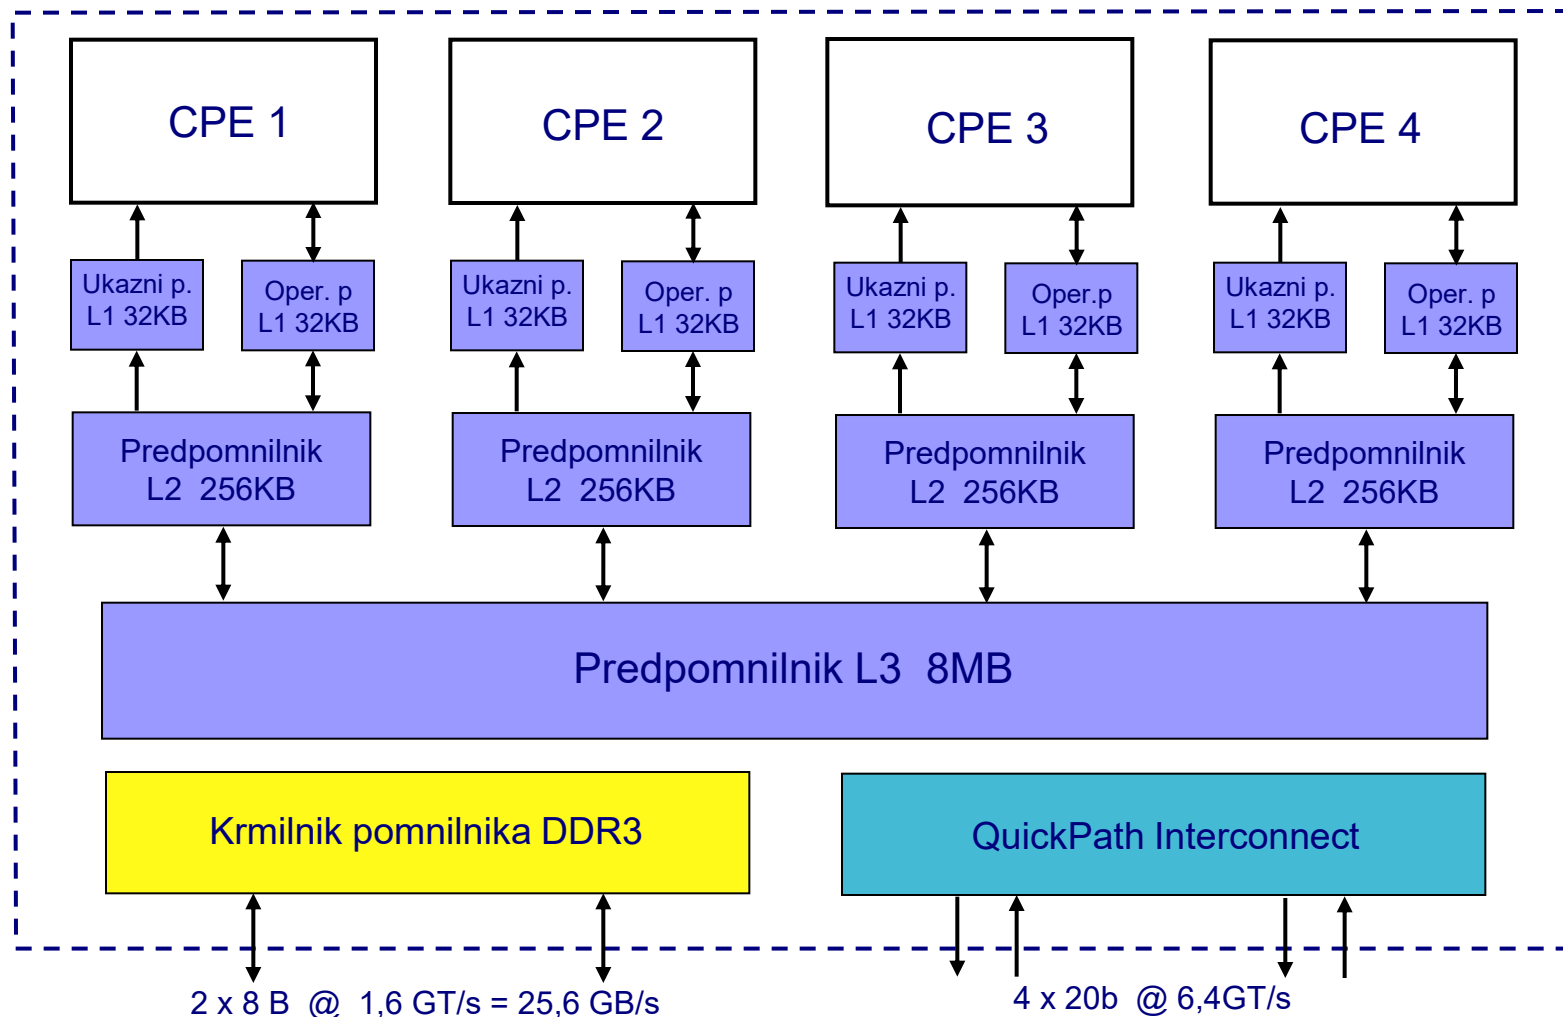 CPE 1
CPE 2
CPE 3
CPE 4
Ukazni p.
L1 32KB
Oper. p
L1 32KB
Ukazni p.
L1 32KB
Oper. p
L1 32KB
Ukazni p.
L1 32KB
Oper.p
L1 32KB
Ukazni p.
L1 32KB
Oper. p
L1 32KB
Predpomnilnik
L2 256KB
Predpomnilnik
L2 256KB
Predpomnilnik
L2 256KB
Predpomnilnik
L2 256KB
Predpomnilnik L3 8MB
Krmilnik pomnilnika DDR3
QuickPath Interconnect
2 x 8 B @ 1,6 GT/s = 25,6 GB/s
4 x 20b @ 6,4GT/s